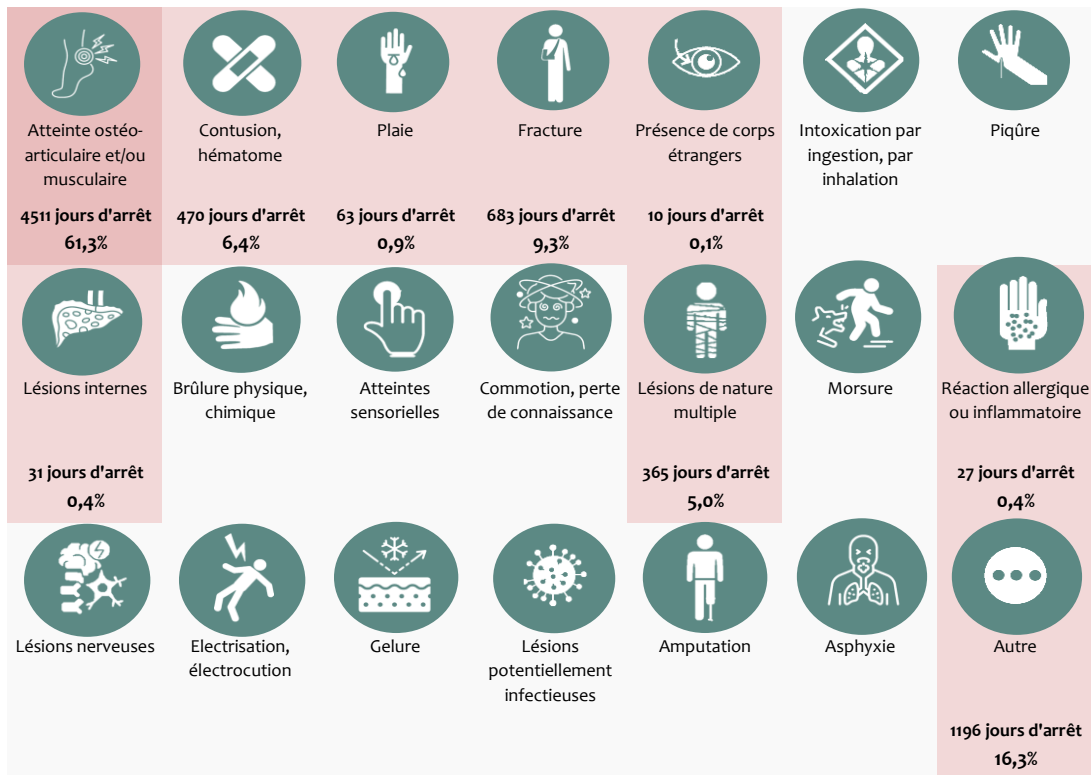 Atteinte ostéo-
articulaire et/ou
musculaire
4511 jours d'arrêt
61,3%
Contusion,
hématome
470 jours d'arrêt
6,4%
Plaie
63 jours d'arrêt
0,9%
Fracture
683 jours d'arrêt
9,3%
Présence de corps
étrangers
10 jours d'arrêt
0,1%
Intoxication par
ingestion, par
inhalation
Piqûre
Lésions internes
31 jours d'arrêt
0,4%
Brûlure physique,
chimique
Atteintes
sensorielles
Commotion, perte
de connaissance
Lésions de nature
multiple
365 jours d'arrêt
5,0%
Morsure
Réaction allergique
ou inflammatoire
27 jours d'arrêt
0,4%
Lésions nerveuses
Electrisation,
électrocution
Gelure
Lésions
potentiellement
infectieuses
Amputation
Asphyxie
Autre
1196 jours d'arrêt
16,3%